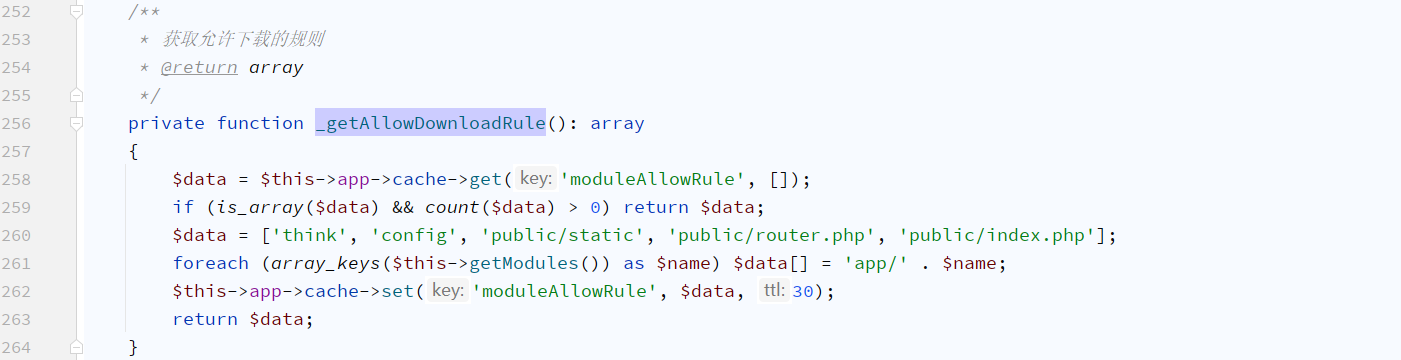 252 /**
253 * 获取允许下载的规则
254 * @return array
255 */
256 private function _getAllowDownloadRule(): array
257 {
258 $data = $this->app->cache->get( key: 'moduleAllowRule', []);
259 if (is_array($data) && count($data) > 0) return $data;
260 $data = ['think', 'config', 'public/static', 'public/router.php', 'public/index.php'];
261 foreach (array_keys($this->getModules()) as $name) $data[] = 'app/' . $name;
262 $this->app->cache->set( key: 'moduleAllowRule', $data, ttl: 30);
263 return $data;
264 }